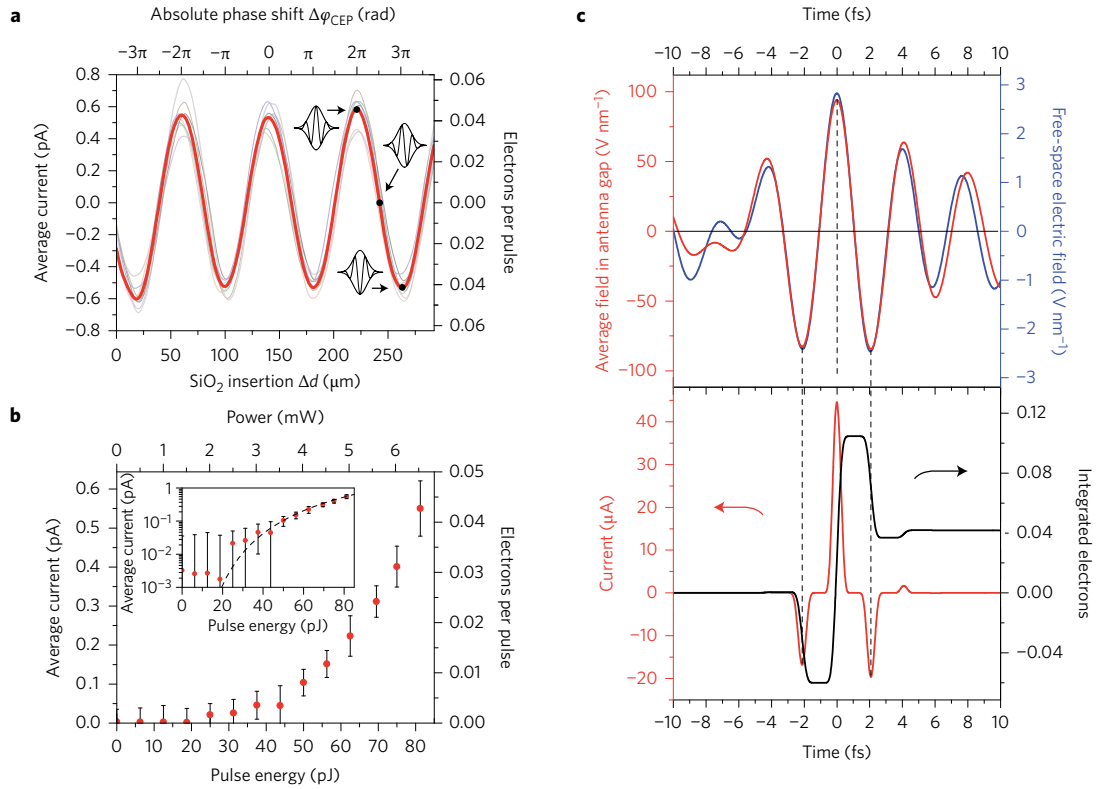 a
Absolute phase shift ΔφCEP (rad)
−3π −2π −π 0 π 2π 3π
Average current (pA)
0.8
0.6
0.4
0.2
0.0
−0.2
−0.4
−0.6
−0.8
0.06
0.04
0.02
0.00
0.02
0.04
0.06
Electrons per pulse
0 50 100 150 200 250
SiO2 insertion Δd (μm)
b
Power (mW)
0 1 2 3 4 5 6
Average current (pA)
0.6
0.5
0.4
0.3
0.2
0.1
0.0
0.05
0.04
0.03
0.02
0.01
0.00
Electrons per pulse
Average current (pA)
1
10−1
10−2
10−3
0 20 40 60 80
Pulse energy (pJ)
0 10 20 30 40 50 60 70 80
Pulse energy (pJ)
c
Time (fs)
−10 −8 −6 −4 −2 0 2 4 6 8 10
Average field in antenna gap (V nm−1)
100
50
0
−50
−100
3
2
1
0
−1
−2
−3
Free-space electric field (V nm−1)
Current (μA)
40
35
30
25
20
15
10
5
0
−10
−20
0.12
0.08
0.04
0.00
−0.04
Integrated electrons
−10 −8 −6 −4 −2 0 2 4 6 8 10
Time (fs)